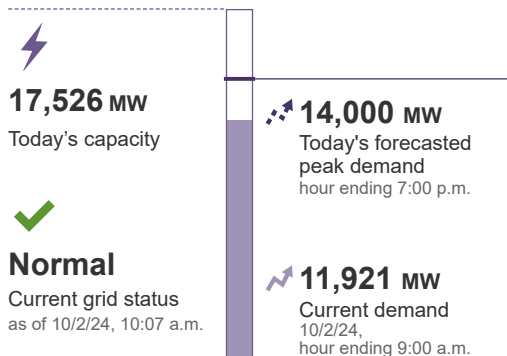 17,526 MW
Today’s capacity
Normal
Current grid status
as of 10/2/24, 10:07 a.m.
14,000 MW
Today's forecasted
peak demand
hour ending 7:00 p.m.
11,921 MW
Current demand
10/2/24,
hour ending 9:00 a.m.